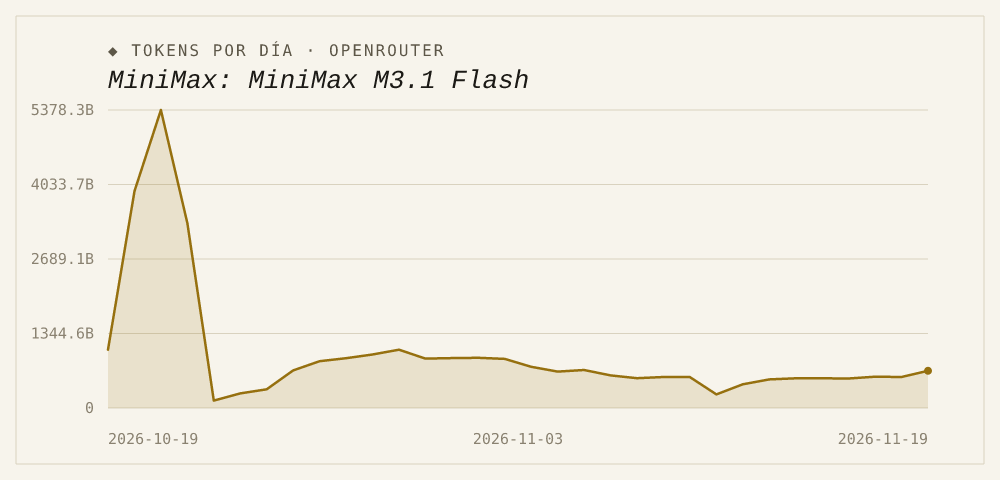 ◆ TOKENS POR DÍA · OPENROUTER
MiniMax: MiniMax M3.1 Flash
5378.3B
4033.7B
2689.1B
1344.6B
0
2026-10-19 2026-11-03 2026-11-19